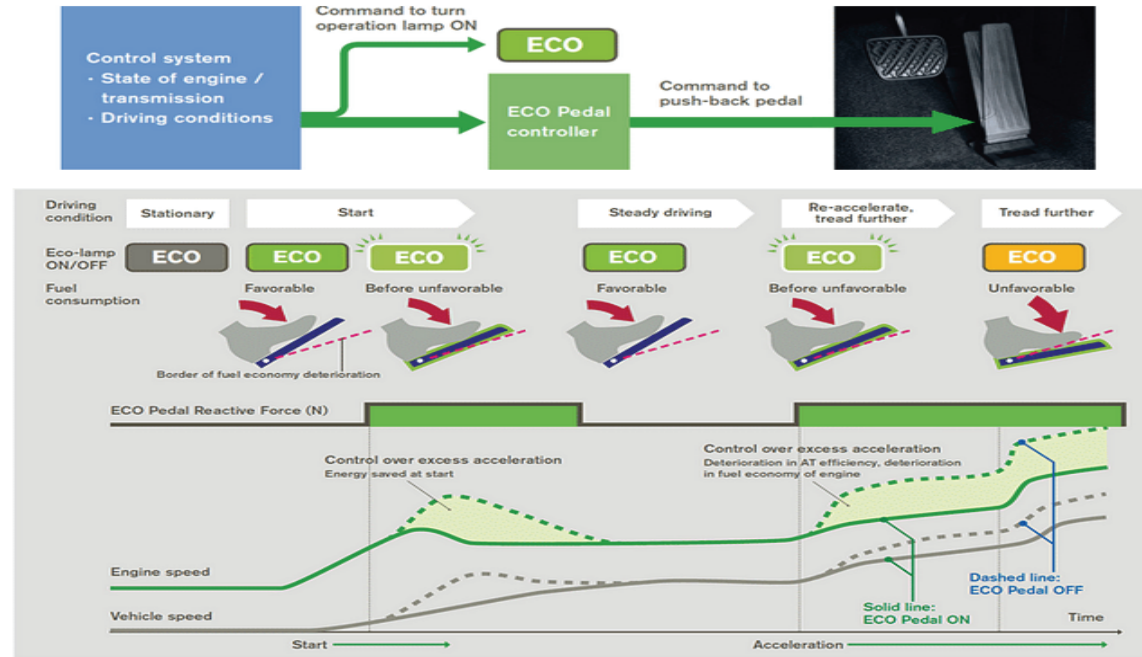 Command to turn
operation lamp ON
ECO
Control system
- State of engine /
transmission
- Driving conditions
ECO Pedal
controller
Command to
push-back pedal
Driving
condition
Stationary
Start
Steady driving
Re-accelerate,
tread further
Tread further
Eco-lamp
ON/OFF
ECO
ECO
ECO
ECO
ECO
ECO
Fuel
consumption
Favorable
Before unfavorable
Favorable
Before unfavorable
Unfavorable
Border of fuel economy deterioration
ECO Pedal Reactive Force (N)
Control over excess acceleration
Energy saved at start
Control over excess acceleration
Deterioration in AT efficiency, deterioration
in fuel economy of engine
Engine speed
Vehicle speed
Dashed line:
ECO Pedal OFF
Solid line:
ECO Pedal ON
Time
Start
Acceleration